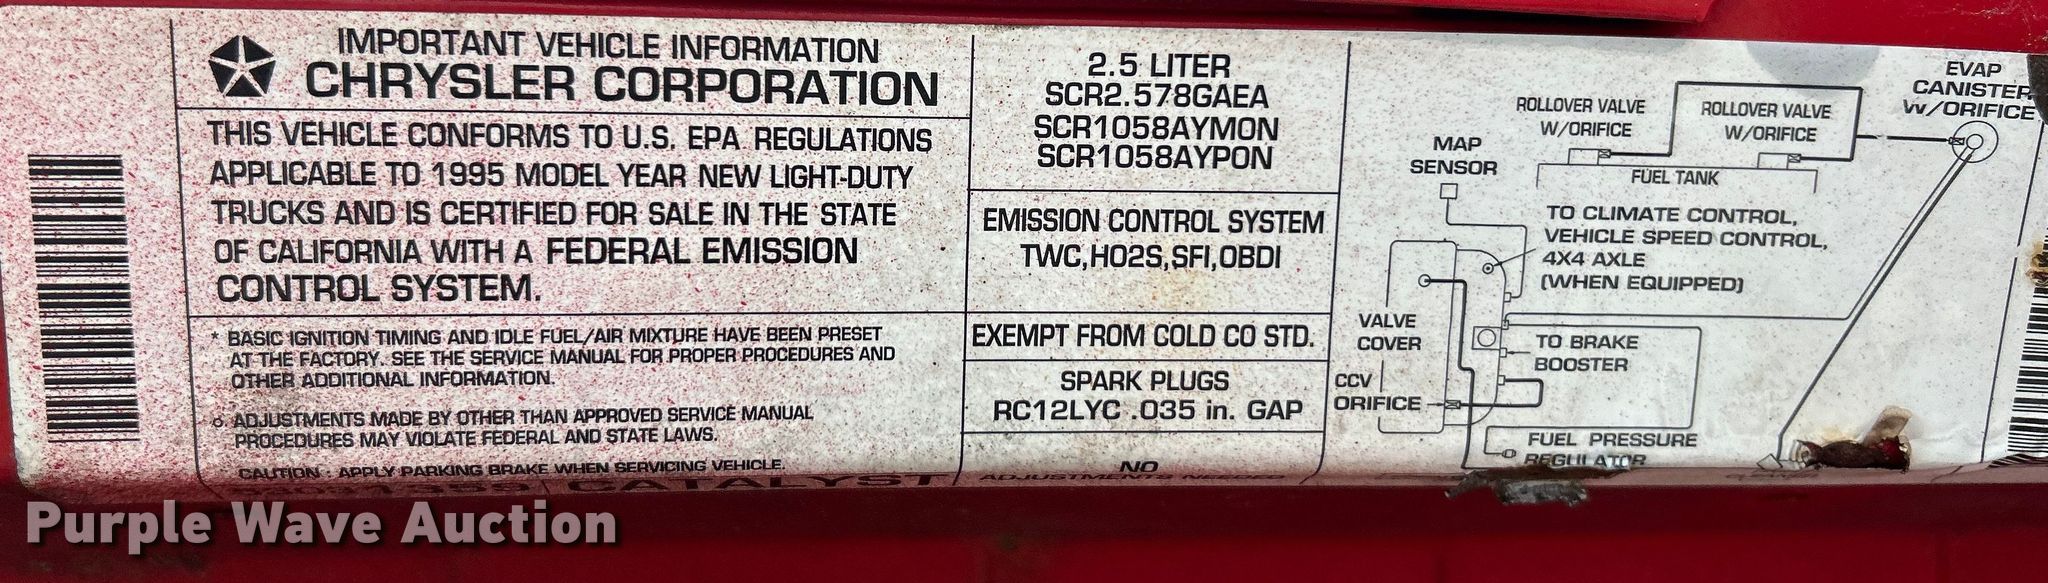 IMPORTANT VEHICLE INFORMATION
CHRYSLER CORPORATION
THIS VEHICLE CONFORMS TO U.S. EPA REGULATIONS
APPLICABLE TO 1995 MODEL YEAR NEW LIGHT-DUTY
TRUCKS AND IS CERTIFIED FOR SALE IN THE STATE
OF CALIFORNIA WITH A FEDERAL EMISSION
CONTROL SYSTEM.
* BASIC IGNITION TIMING AND IDLE FUEL/AIR MIXTURE HAVE BEEN PRESET
AT THE FACTORY. SEE THE SERVICE MANUAL FOR PROPER PROCEDURES AND
OTHER ADDITIONAL INFORMATION.
o ADJUSTMENTS MADE BY OTHER THAN APPROVED SERVICE MANUAL
PROCEDURES MAY VIOLATE FEDERAL AND STATE LAWS.
CAUTION : APPLY PARKING BRAKE WHEN SERVICING VEHICLE.
CATALYST
2.5 LITER
SCR2.578GAEA
SCR1058AYMON
SCR1058AYPON
EMISSION CONTROL SYSTEM
TWC,HO2S,SFI,OBDI
EXEMPT FROM COLD CO STD.
SPARK PLUGS
RC12LYC .035 in. GAP
NO
ADJUSTMENTS NEEDED
EVAP
CANISTER
W/ORIFICE
ROLLOVER VALVE
W/ORIFICE
ROLLOVER VALVE
W/ORIFICE
MAP
SENSOR
FUEL TANK
TO CLIMATE CONTROL,
VEHICLE SPEED CONTROL,
4X4 AXLE
(WHEN EQUIPPED)
VALVE
COVER
TO BRAKE
BOOSTER
CCV
ORIFICE
FUEL PRESSURE
REGULATOR
Purple Wave Auction